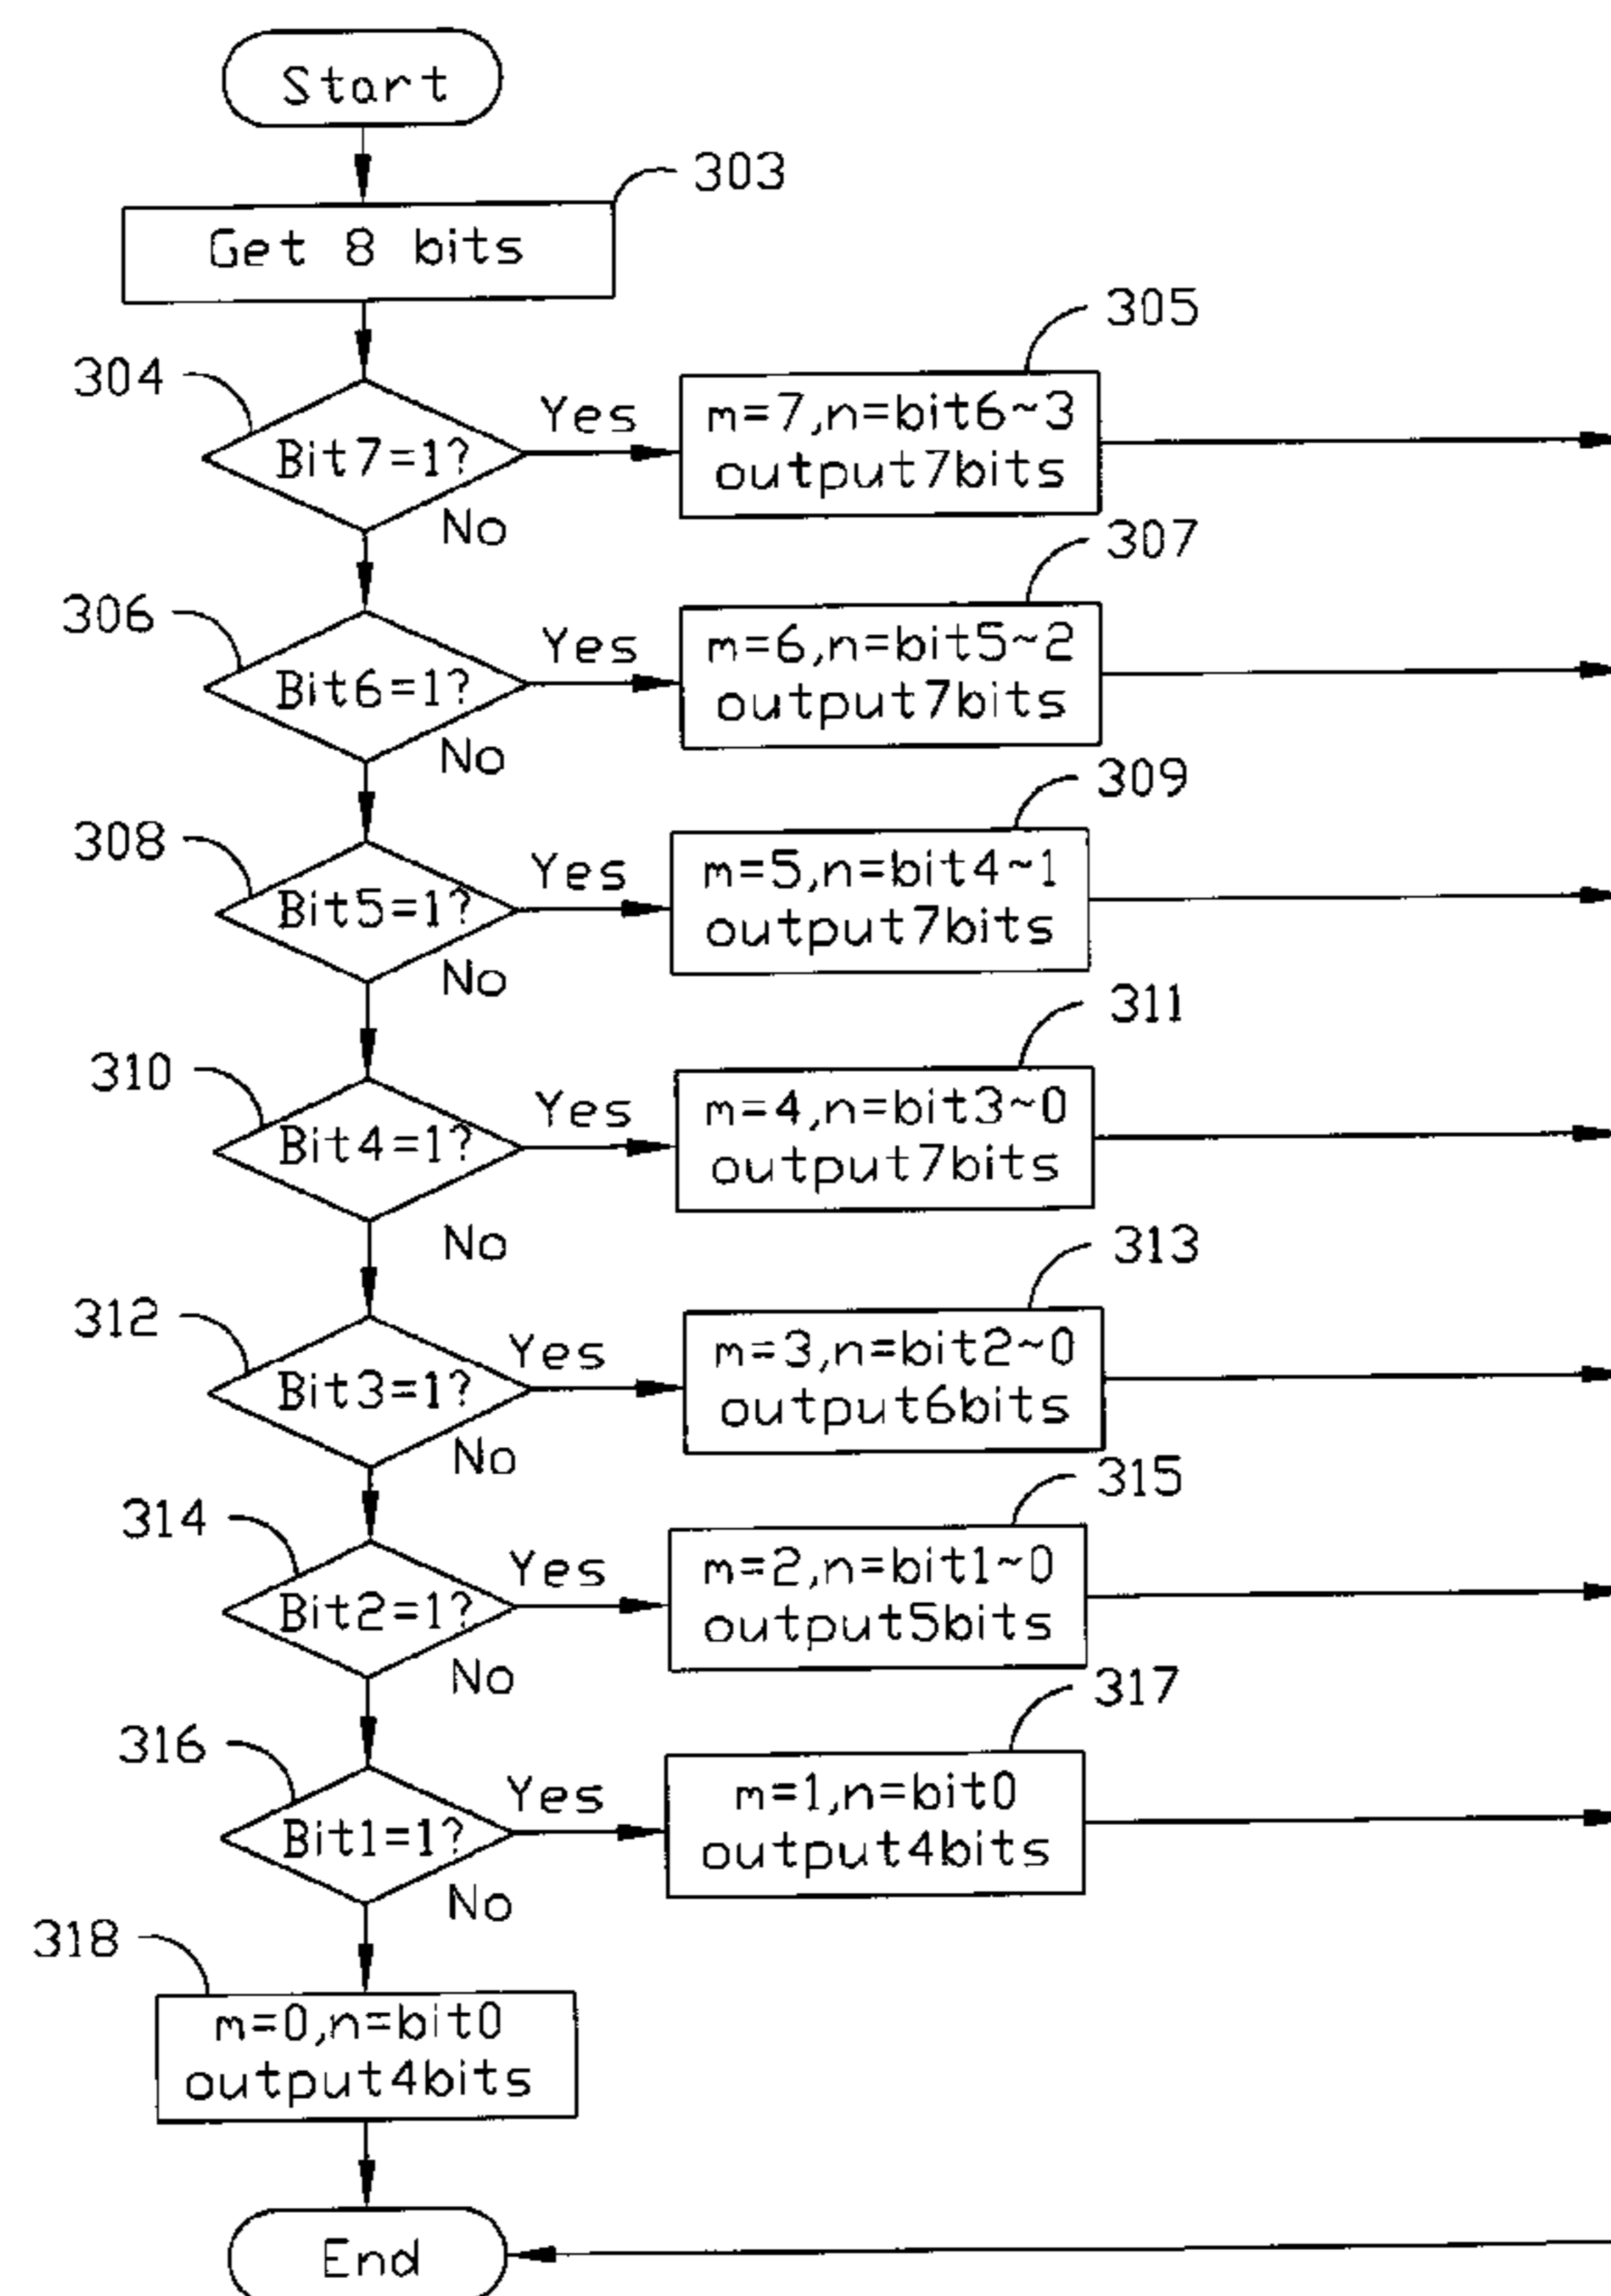 Start
303
Get 8 bits
305
304
Bit7=1?
Yes
m=7,n=bit6~3
output7bits
No
307
306
Bit6=1?
Yes
m=6,n=bit5~2
output7bits
No
309
308
Bit5=1?
Yes
m=5,n=bit4~1
output7bits
No
311
310
Bit4=1?
Yes
m=4,n=bit3~0
output7bits
No
313
312
Bit3=1?
Yes
m=3,n=bit2~0
output6bits
No
315
314
Bit2=1?
Yes
m=2,n=bit1~0
output5bits
No
317
316
Bit1=1?
Yes
m=1,n=bit0
output4bits
No
318
m=0,n=bit0
output4bits
End